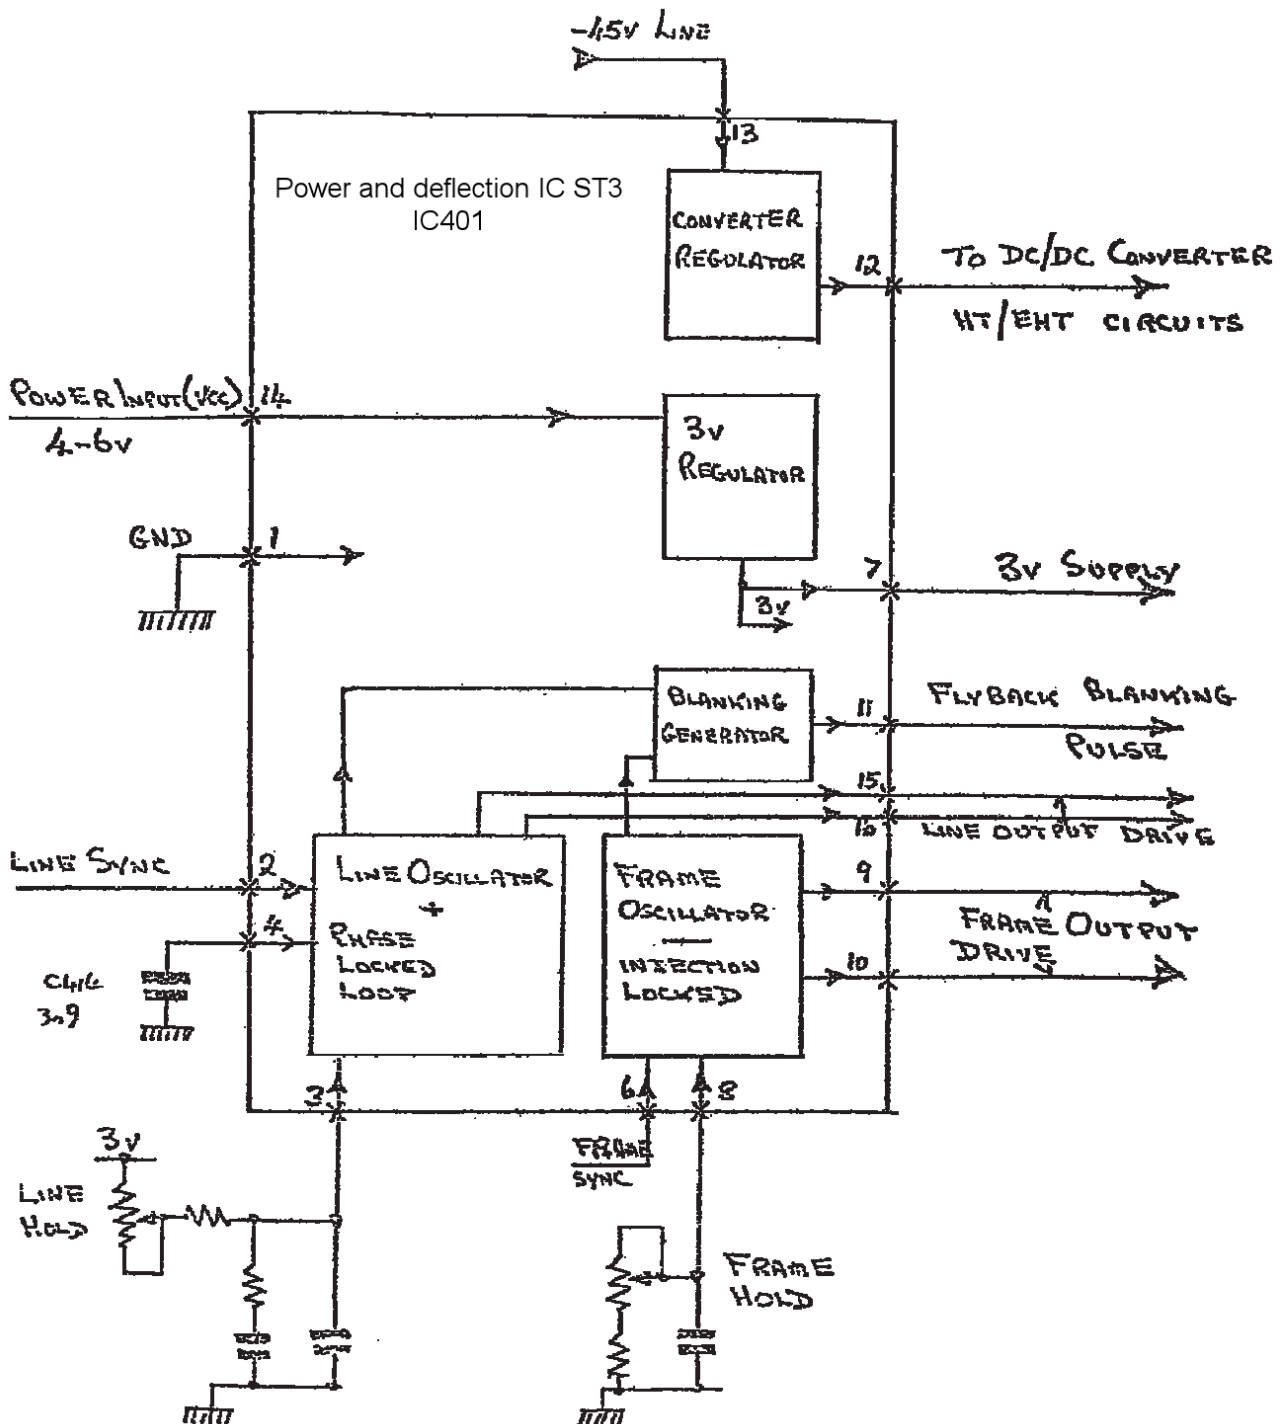 -45V LINE
13
Power and deflection IC ST3
IC401
CONVERTER
REGULATOR
12
TO DC/DC CONVERTER
HT/EHT CIRCUITS
POWER INPUT (VCC)
14
4-6V
3V
REGULATOR
GND
1
7
3V SUPPLY
3V
BLANKING
GENERATOR
11
FLYBACK BLANKING
PULSE
15
16
LINE OUTPUT DRIVE
LINE SYNC
2
LINE OSCILLATOR
+
PHASE
LOCKED
LOOP
FRAME
OSCILLATOR
INJECTION
LOCKED
9
FRAME OUTPUT
DRIVE
10
4
C414
3n9
3
6
8
FRAME
SYNC
3V
LINE
HOLD
FRAME
HOLD